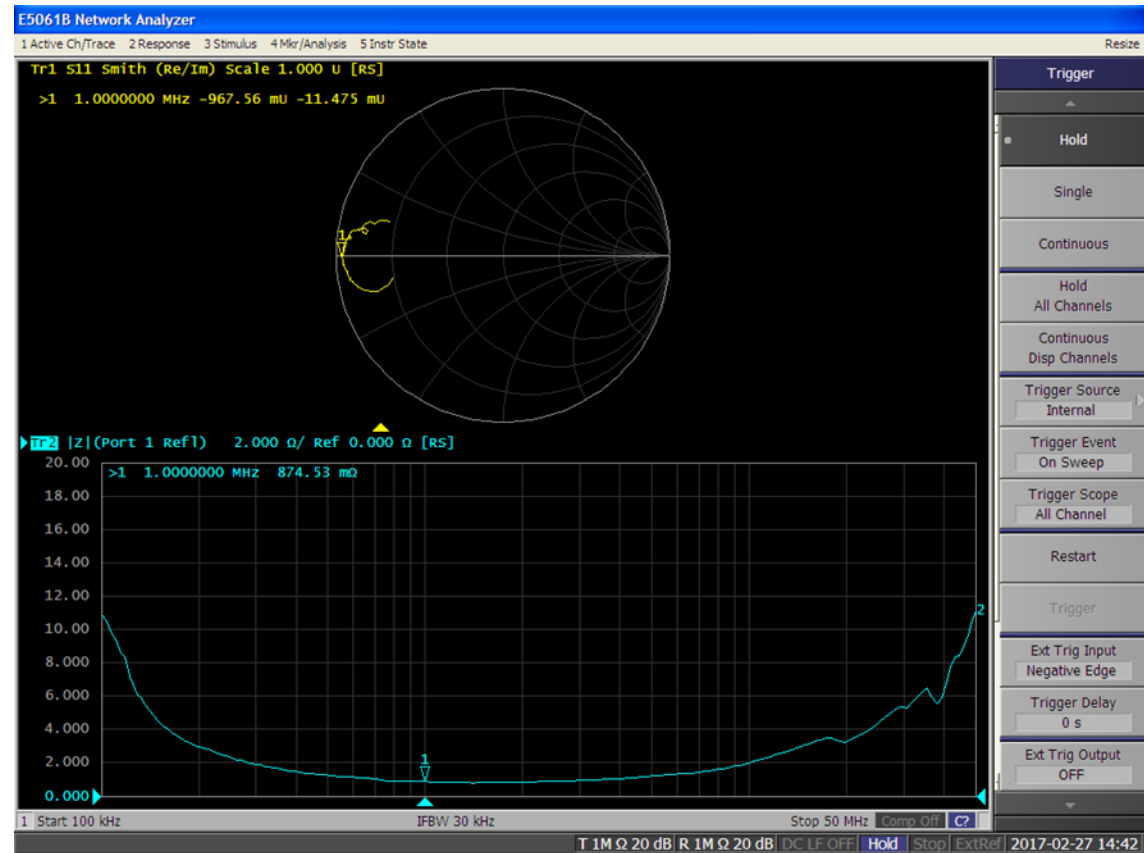 E5061B Network Analyzer
1 Active Ch/Trace 2 Response 3 Stimulus 4 Mkr/Analysis 5 Instr State
Resize
Tr1 S11 Smith (Re/Im) Scale 1.000 U [RS]
>1 1.0000000 MHz -967.56 mU -11.475 mU
1
Tr2 |Z|(Port 1 Refl) 2.000 Ω/ Ref 0.000 Ω [RS]
>1 1.0000000 MHz 874.53 mΩ
20.00
18.00
16.00
14.00
12.00
10.00
8.000
6.000
4.000
2.000
0.000
1
2
1 Start 100 kHz
IFBW 30 kHz
Stop 50 MHz Comp Off C?
Trigger
Hold
Single
Continuous
Hold
All Channels
Continuous
Disp Channels
Trigger Source
Internal
Trigger Event
On Sweep
Trigger Scope
All Channel
Restart
Trigger
Ext Trig Input
Negative Edge
Trigger Delay
0 s
Ext Trig Output
OFF
T 1M Ω 20 dB R 1M Ω 20 dB DC LF OFF Hold Stop ExtRef 2017-02-27 14:42